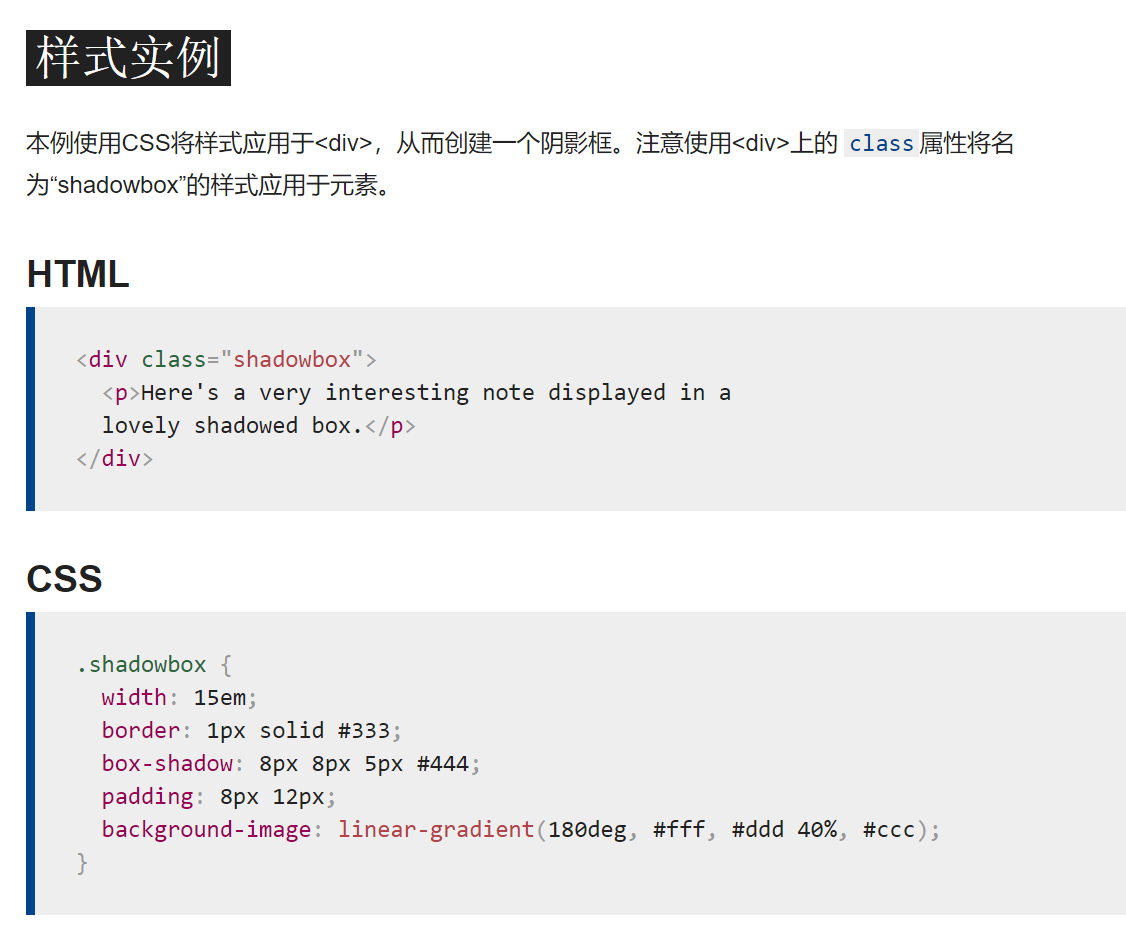 样式实例
本例使用CSS将样式应用于<div>，从而创建一个阴影框。注意使用<div>上的 class属性将名
为“shadowbox”的样式应用于元素。
HTML
<div class="shadowbox">
  <p>Here's a very interesting note displayed in a
  lovely shadowed box.</p>
</div>
CSS
.shadowbox {
  width: 15em;
  border: 1px solid #333;
  box-shadow: 8px 8px 5px #444;
  padding: 8px 12px;
  background-image: linear-gradient(180deg, #fff, #ddd 40%, #ccc);
}